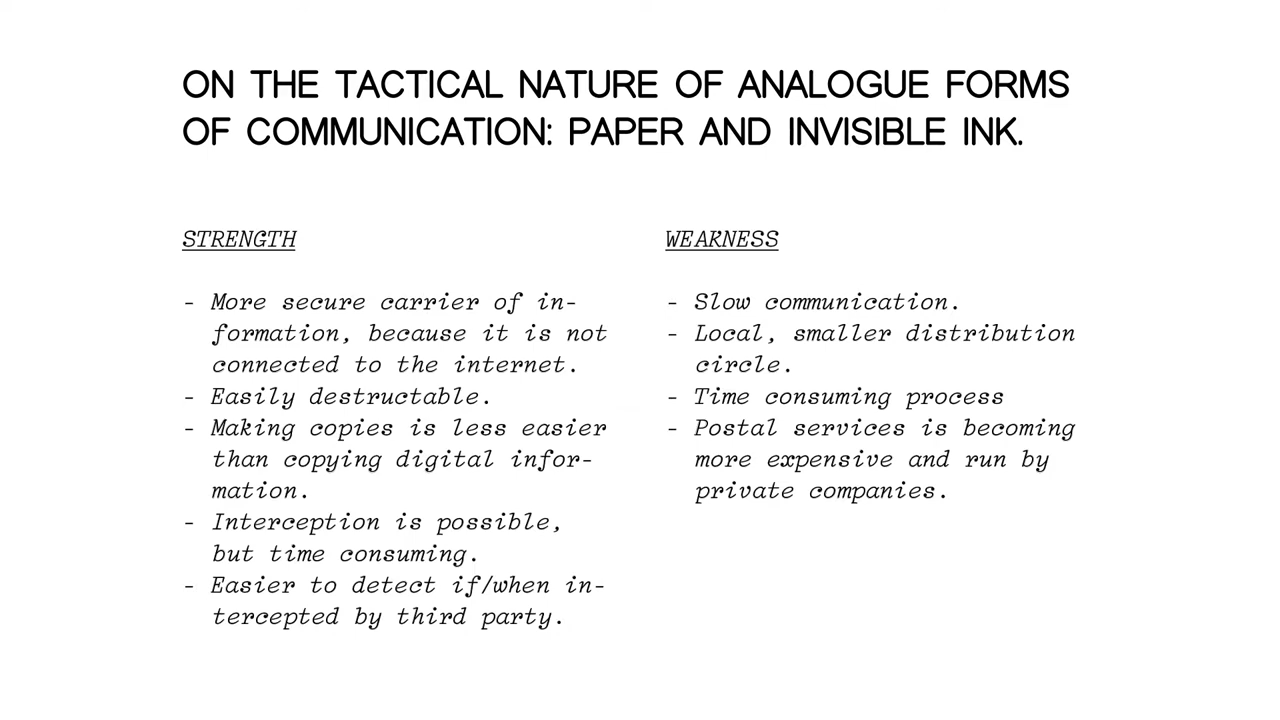 ON THE TACTICAL NATURE OF ANALOGUE FORMS
OF COMMUNICATION: PAPER AND INVISIBLE INK.
STRENGTH
- More secure carrier of in-
formation, because it is not
connected to the internet.
- Easily destructable.
- Making copies is less easier
than copying digital infor-
mation.
- Interception is possible,
but time consuming.
- Easier to detect if/when in-
tercepted by third party.
WEAKNESS
- Slow communication.
- Local, smaller distribution
circle.
- Time consuming process
- Postal services is becoming
more expensive and run by
private companies.